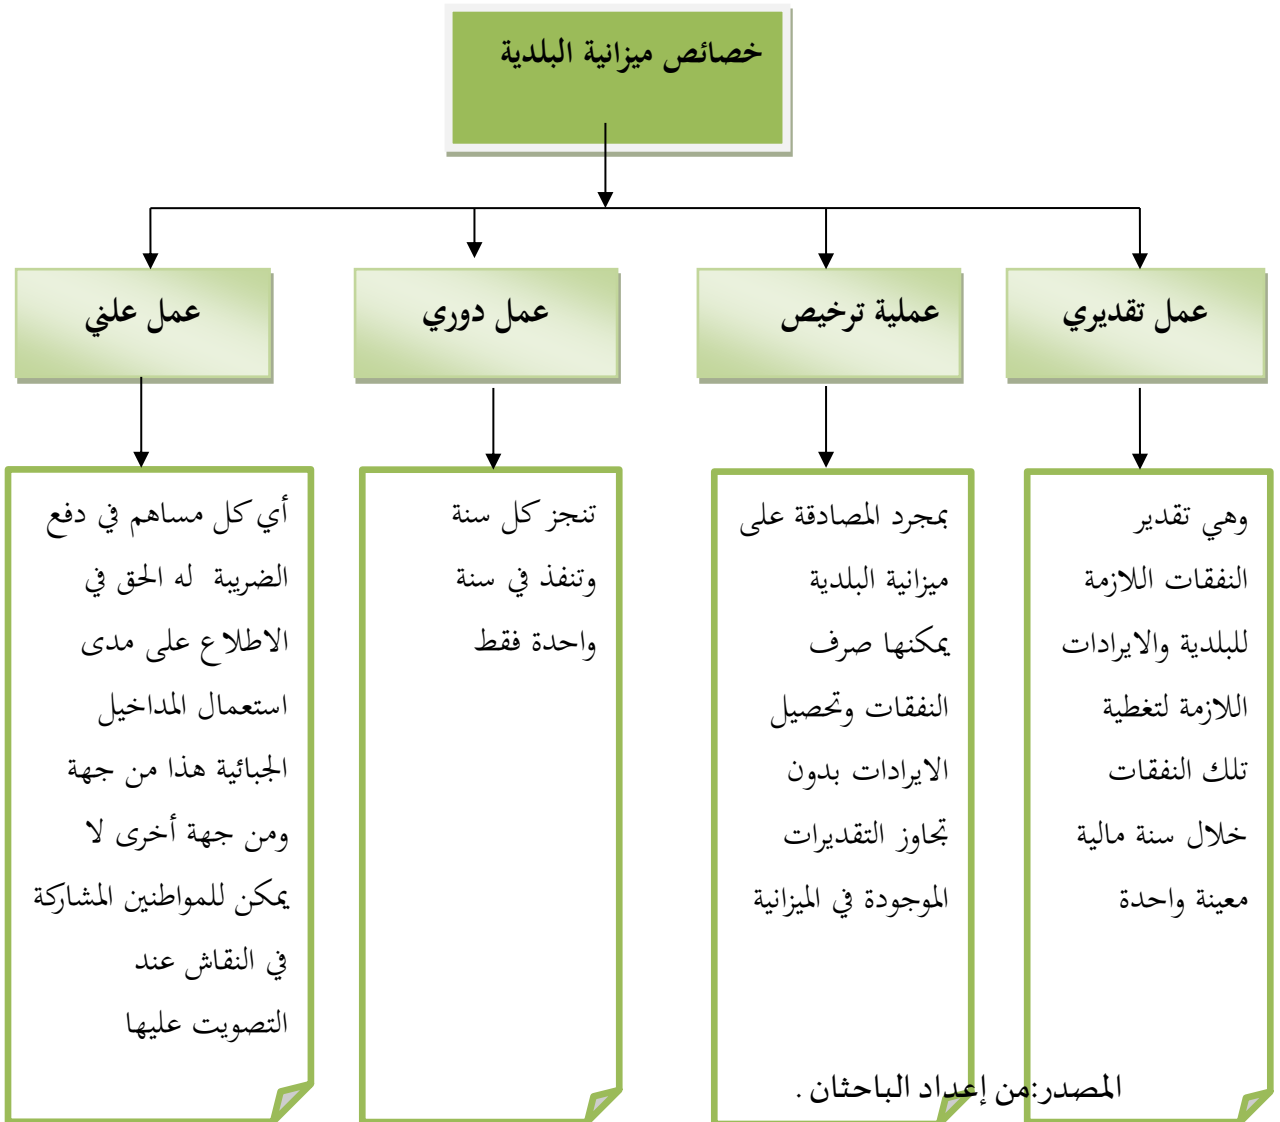 خصائص ميزانية البلدية
عمل تقديري
عملية ترخيص
عمل دوري
عمل علني
وهي تقدير
النفقات اللازمة
للبلدية والايرادات
اللازمة لتغطية
تلك النفقات
خلال سنة مالية
معينة واحدة
بمجرد المصادقة على
ميزانية البلدية
يمكنها صرف
النفقات وتحصيل
الايرادات بدون
تجاوز التقديرات
الموجودة في الميزانية
تنجز كل سنة
وتنفذ في سنة
واحدة فقط
أي كل مساهم في دفع
الضريبة له الحق في
الاطلاع على مدى
استعمال المداخيل
الجبائية هذا من جهة
ومن جهة أخرى لا
يمكن للمواطنين المشاركة
في النقاش عند
التصويت عليها
المصدر:من إعداد الباحثان .